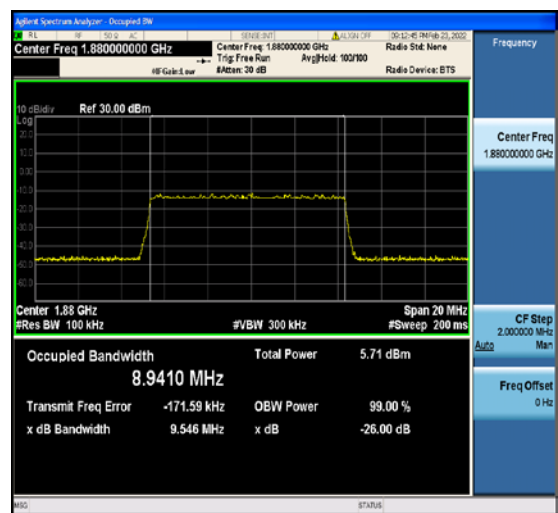 Agilent Spectrum Analyzer - Occupied BW
RL RF 50 Ω AC SENSE:INT ALIGN OFF 09:12:45 PM Feb 23, 2022
Center Freq 1.880000000 GHz
Center Freq: 1.880000000 GHz
Radio Std: None
Trig: Free Run Avg|Hold: 100/100
#IFGain:Low #Atten: 30 dB Radio Device: BTS
Frequency
10 dB/div Ref 30.00 dBm
Log
20.0
10.0
0.00
-10.0
-20.0
-30.0
-40.0
-50.0
-60.0
Center 1.88 GHz Span 20 MHz
#Res BW 100 kHz #VBW 300 kHz #Sweep 200 ms
Occupied Bandwidth Total Power 5.71 dBm
8.9410 MHz
Transmit Freq Error -171.59 kHz OBW Power 99.00 %
x dB Bandwidth 9.546 MHz x dB -26.00 dB
Center Freq
1.880000000 GHz
CF Step
2.000000 MHz
Auto Man
Freq Offset
0 Hz
MSG STATUS